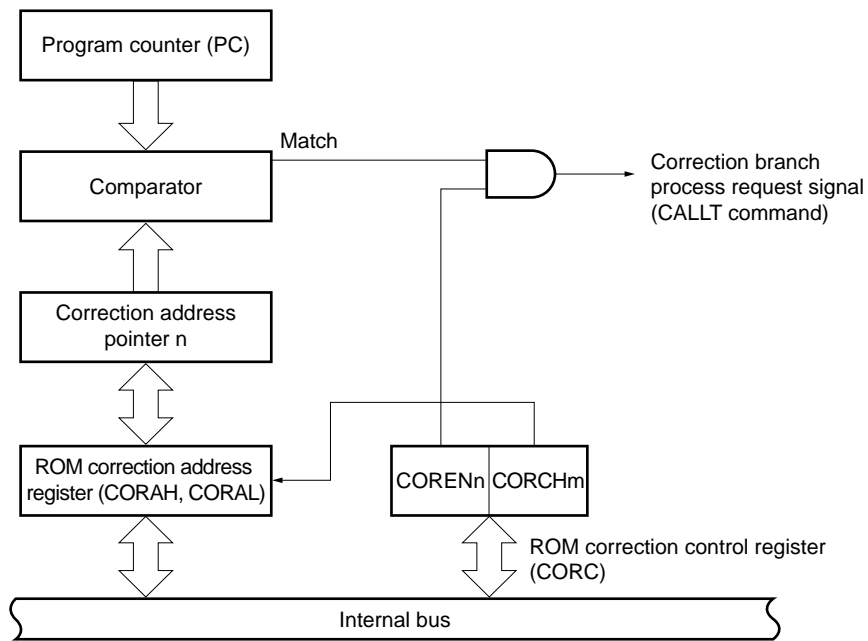 Program counter (PC)
Match
Comparator
Correction branch
process request signal
(CALLT command)
Correction address
pointer n
ROM correction address
register (CORAH, CORAL)
CORENn
CORCHm
ROM correction control register
(CORC)
Internal bus